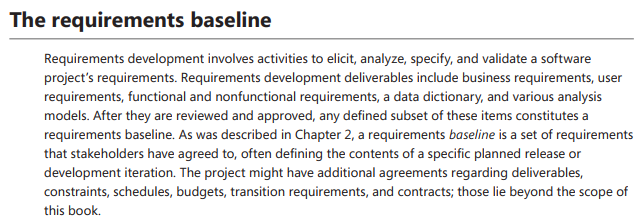 The requirements baseline
Requirements development involves activities to elicit, analyze, specify, and validate a software
project's requirements. Requirements development deliverables include business requirements, user
requirements, functional and nonfunctional requirements, a data dictionary, and various analysis
models. After they are reviewed and approved, any defined subset of these items constitutes a
requirements baseline. As was described in Chapter 2, a requirements baseline is a set of requirements
that stakeholders have agreed to, often defining the contents of a specific planned release or
development iteration. The project might have additional agreements regarding deliverables,
constraints, schedules, budgets, transition requirements, and contracts; those lie beyond the scope of
this book.